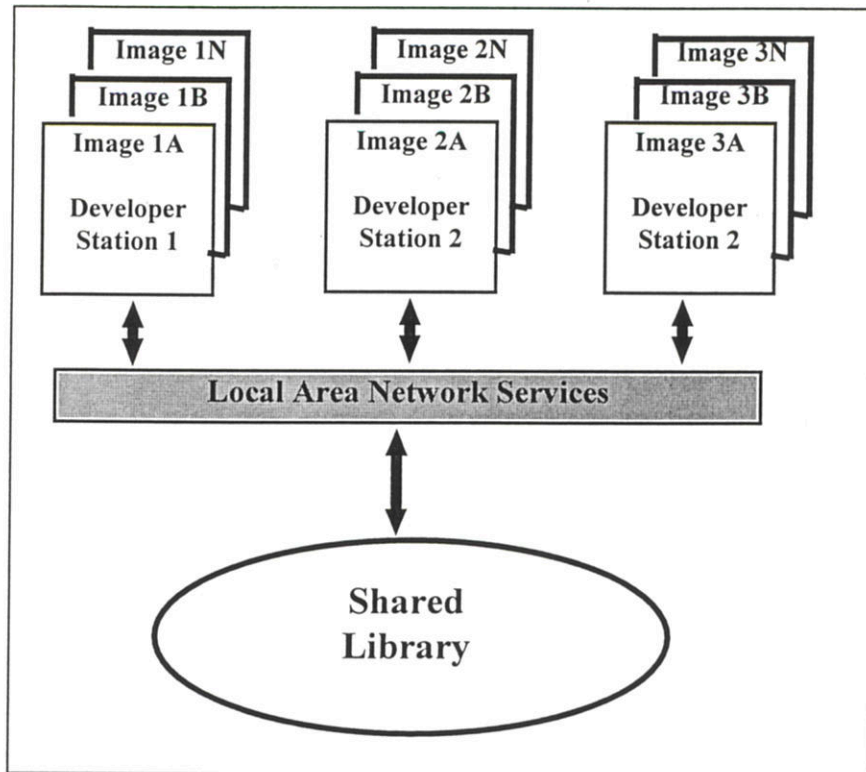 Image 1N
Image 1B
Image 1A
Developer
Station 1
Image 2N
Image 2B
Image 2A
Developer
Station 2
Image 3N
Image 3B
Image 3A
Developer
Station 2
Local Area Network Services
Shared
Library